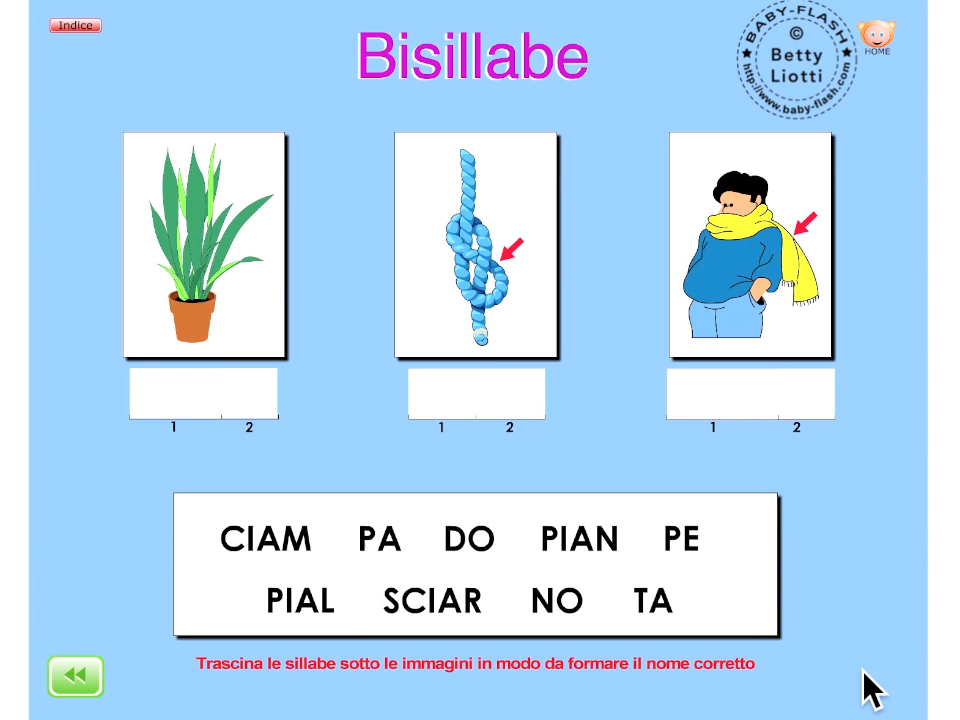 Indice
Bisillabe
BABY-FLASH
©
Betty
Liotti
http://www.baby-flash.com
HOME
1 2
1 2
1 2
CIAM PA DO PIAN PE
PIAL SCIAR NO TA
Trascina le sillabe sotto le immagini in modo da formare il nome corretto